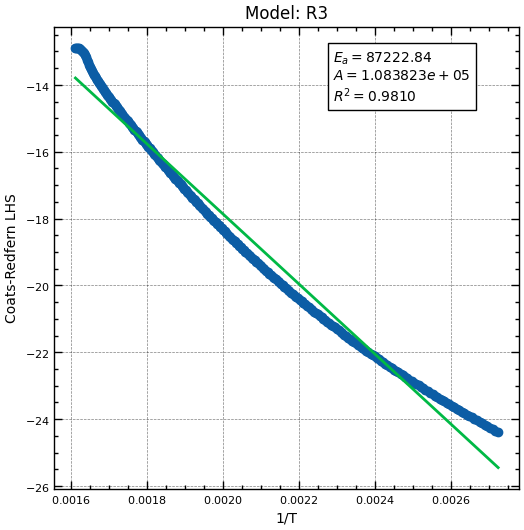 Model: R3
E_a = 87222.84
A = 1.083823e + 05
R^2 = 0.9810
Coats-Redfern LHS
−14
−16
−18
−20
−22
−24
−26
0.0016 0.0018 0.0020 0.0022 0.0024 0.0026
1/T